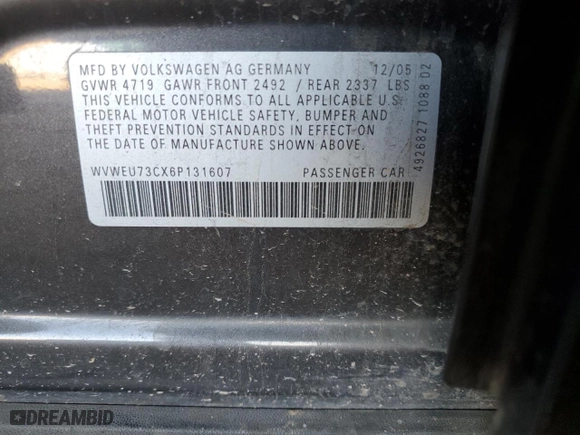 MFD BY VOLKSWAGEN AG GERMANY 12/05
GVWR 4719 GAWR FRONT 2492 / REAR 2337 LBS
THIS VEHICLE CONFORMS TO ALL APPLICABLE U.S.
FEDERAL MOTOR VEHICLE SAFETY, BUMPER AND
THEFT PREVENTION STANDARDS IN EFFECT ON
THE DATE OF MANUFACTURE SHOWN ABOVE.
WVWEU73CX6P131607 PASSENGER CAR
4926827 1088 D2
DREAMBID